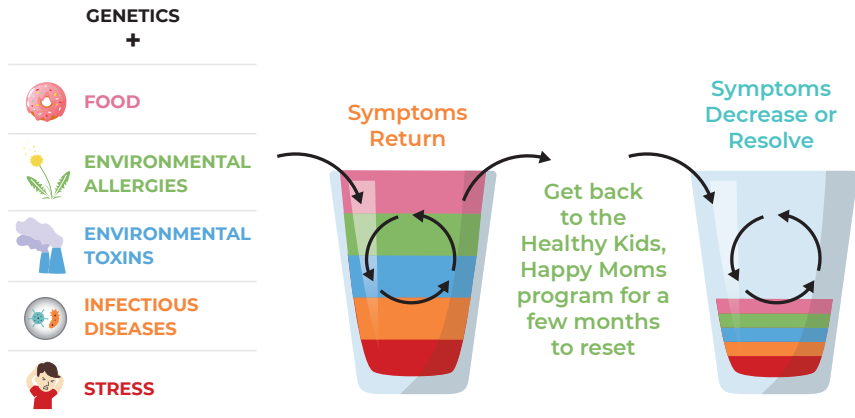 GENETICS
+
FOOD
ENVIRONMENTAL
ALLERGIES
ENVIRONMENTAL
TOXINS
INFECTIOUS
DISEASES
STRESS
Symptoms
Return
Get back
to the
Healthy Kids,
Happy Moms
program for a
few months
to reset
Symptoms
Decrease or
Resolve